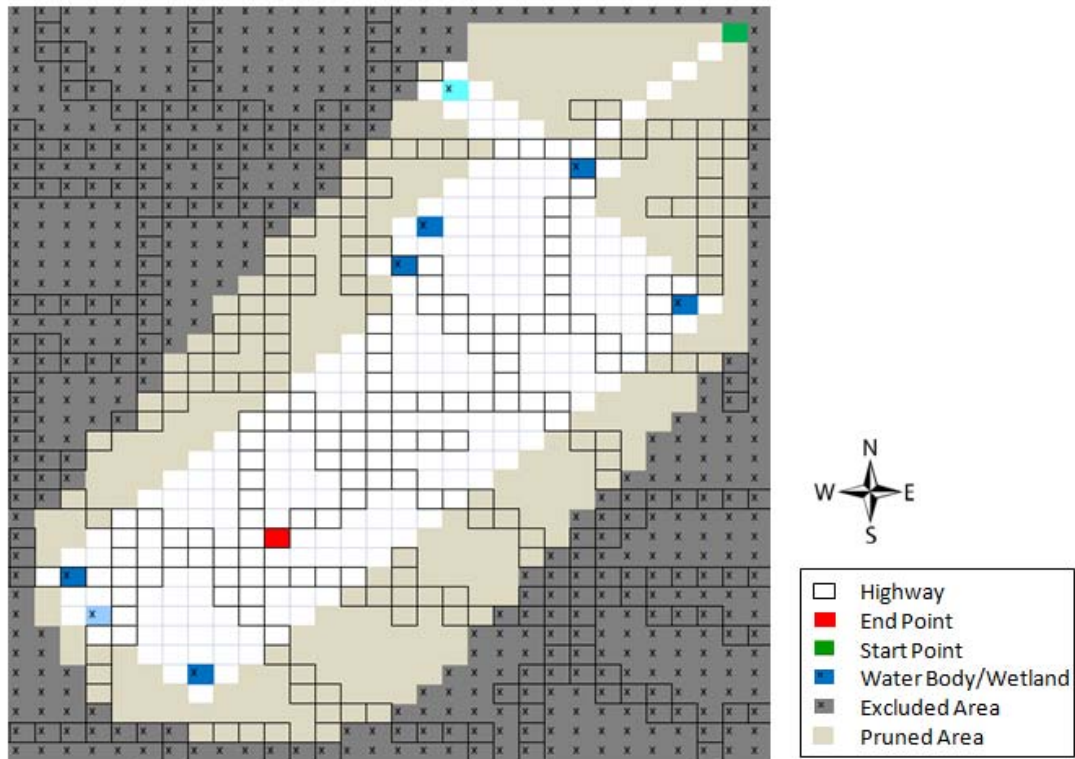 N
W E
S
Highway
End Point
Start Point
Water Body/Wetland
Excluded Area
Pruned Area